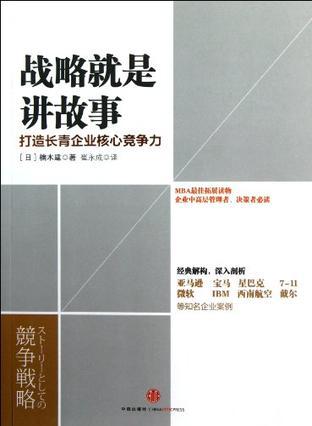 战略就是
讲故事
打造长青企业核心竞争力
［日］楠木建◎著 崔永成◎译
MBA最佳拓展读物
企业中高层管理者、决策者必读
经典解构，深入剖析
亚马逊 宝马 星巴克 7-11
微软 IBM 西南航空 戴尔
等知名企业案例
ストーリーとしての
競争戦略
中信出版社·CHINACITICPRESS